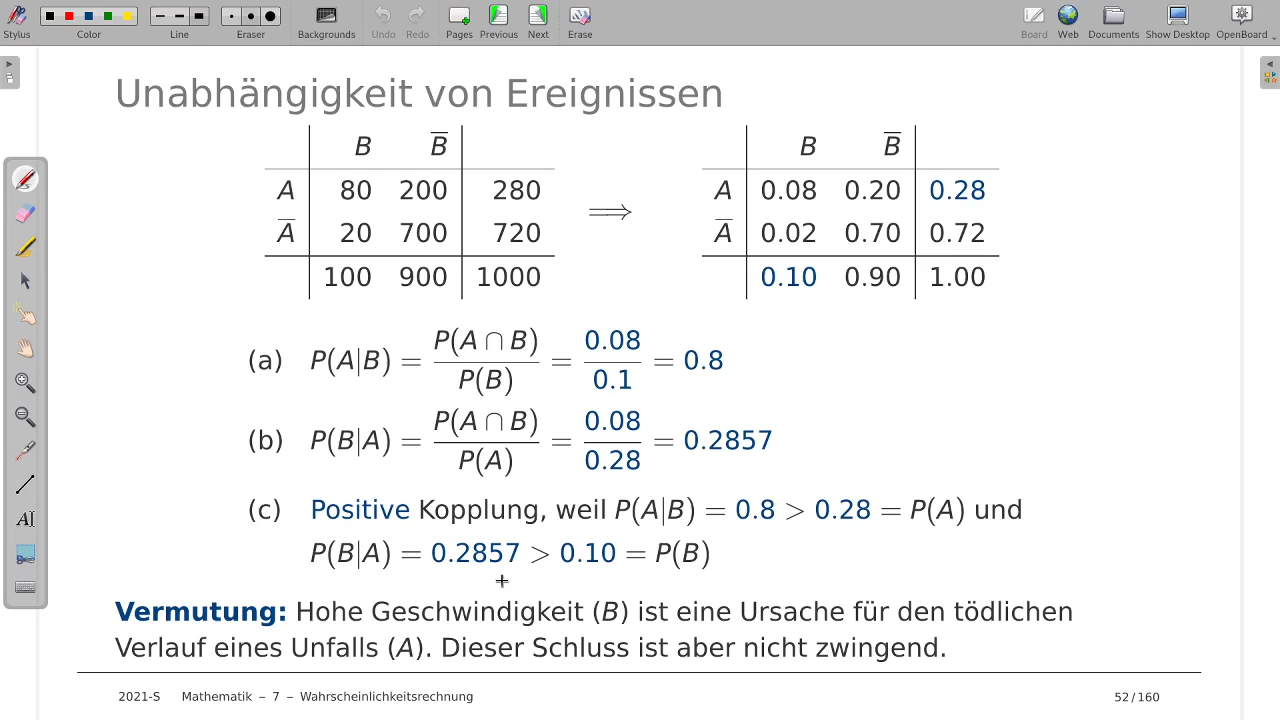 Stylus Color Line Eraser Backgrounds Undo Redo Pages Previous Next Erase Board Web Documents Show Desktop OpenBoard
Unabhängigkeit von Ereignissen
B B̅ B B̅
A 80 200 280 ⟹ A 0.08 0.20 0.28
A̅ 20 700 720 A̅ 0.02 0.70 0.72
100 900 1000 0.10 0.90 1.00
(a) P(A|B) = P(A ∩ B) / P(B) = 0.08 / 0.1 = 0.8
(b) P(B|A) = P(A ∩ B) / P(A) = 0.08 / 0.28 = 0.2857
(c) Positive Kopplung, weil P(A|B) = 0.8 > 0.28 = P(A) und
P(B|A) = 0.2857 > 0.10 = P(B)
Vermutung: Hohe Geschwindigkeit (B) ist eine Ursache für den tödlichen
Verlauf eines Unfalls (A). Dieser Schluss ist aber nicht zwingend.
2021-S Mathematik – 7 – Wahrscheinlichkeitsrechnung 52/160